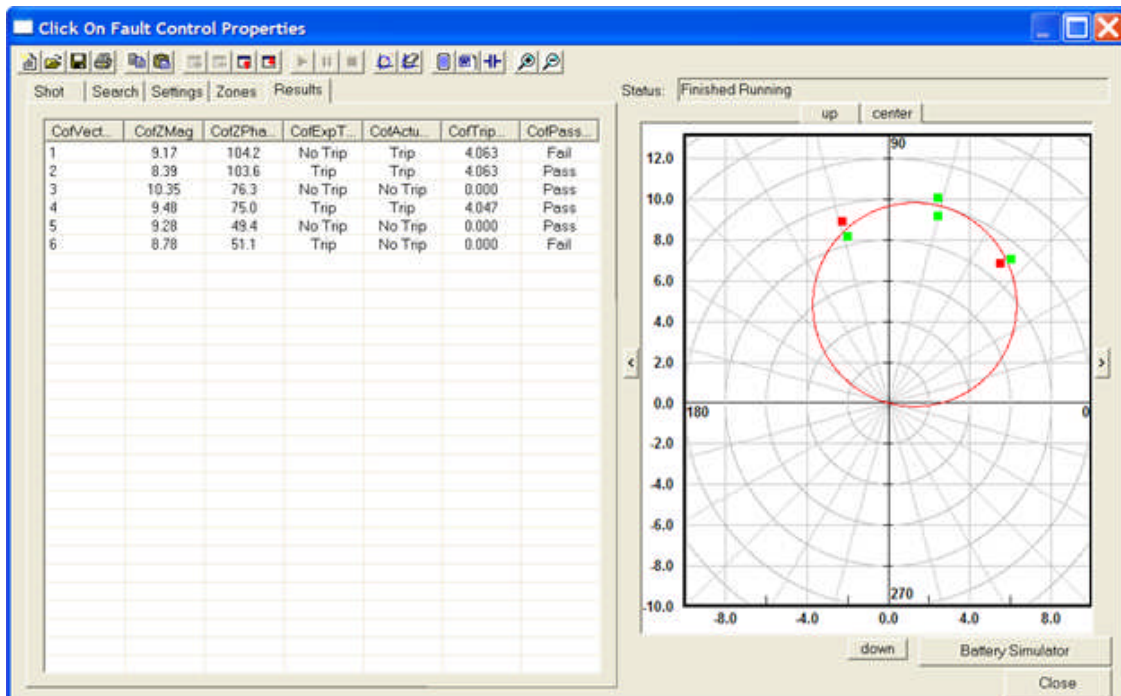 Click On Fault Control Properties
Shot Search Settings Zones Results
Status: Finished Running
up center
CofVect... CofZMag CofZPha... CofExpT... CofActu... CofTrip... CofPass...
1 9.17 104.2 No Trip Trip 4.063 Fail
2 8.39 103.6 Trip Trip 4.063 Pass
3 10.35 76.3 No Trip No Trip 0.000 Pass
4 9.48 75.0 Trip Trip 4.047 Pass
5 9.28 49.4 No Trip No Trip 0.000 Pass
6 8.78 51.1 Trip No Trip 0.000 Fail
90
12.0
10.0
8.0
6.0
4.0
2.0
0.0
180 0
-2.0
-4.0
-6.0
-8.0
270
-10.0
-8.0 -4.0 0.0 4.0 8.0
< >
down Battery Simulator
Close